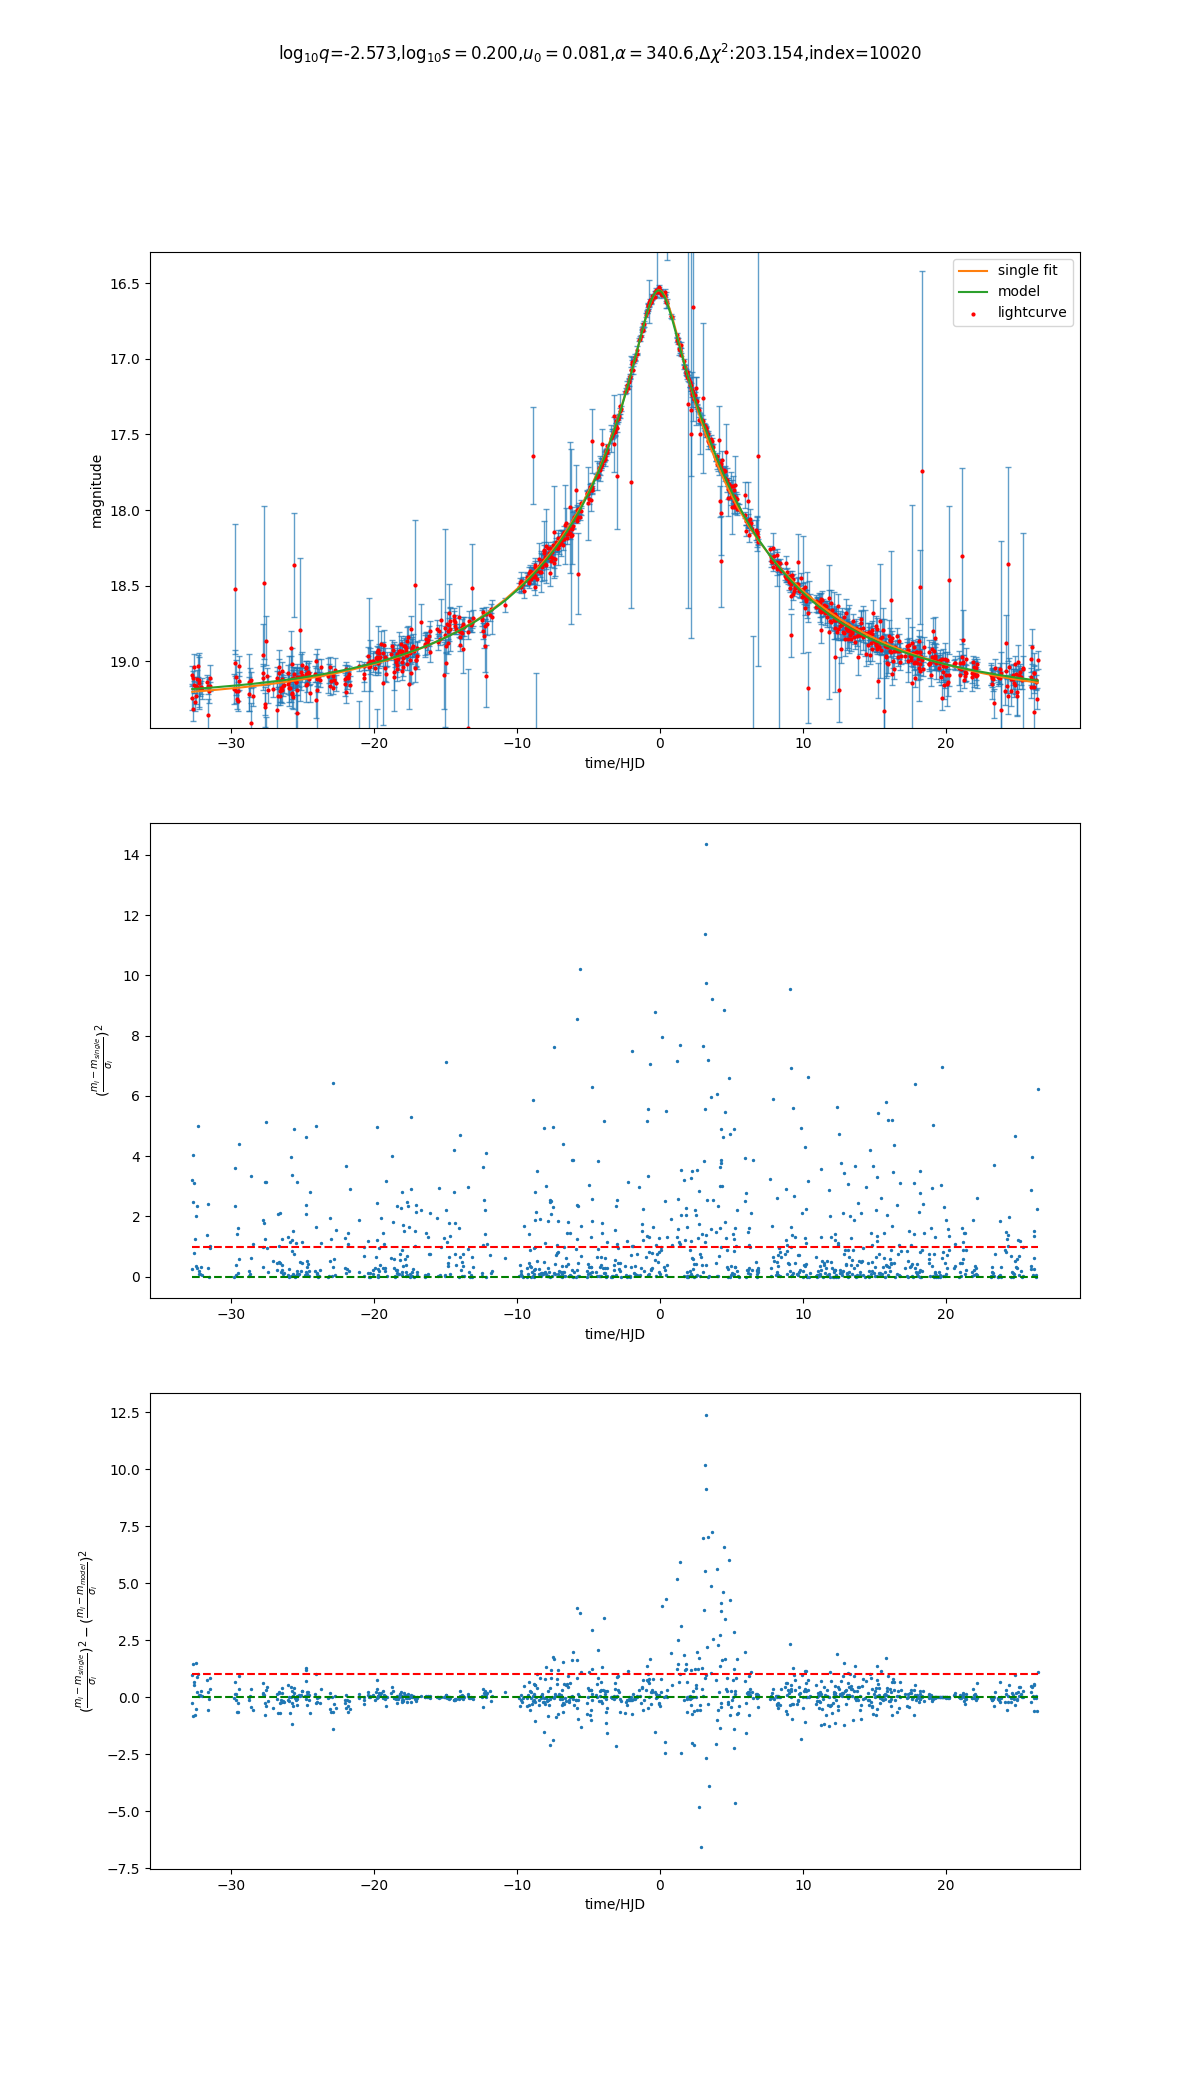 log₁₀q=-2.573,log₁₀s = 0.200,u₀ = 0.081,α = 340.6,Δχ²:203.154,index=10020
single fit
model
lightcurve
16.5
17.0
17.5
18.0
18.5
19.0
magnitude
−30 −20 −10 0 10 20
time/HJD
14
12
10
8
6
4
2
0
(mᵢ − m_single / σᵢ)²
−30 −20 −10 0 10 20
time/HJD
12.5
10.0
7.5
5.0
2.5
0.0
−2.5
−5.0
−7.5
(mᵢ − m_single / σᵢ)² − (mᵢ − m_model / σᵢ)²
−30 −20 −10 0 10 20
time/HJD